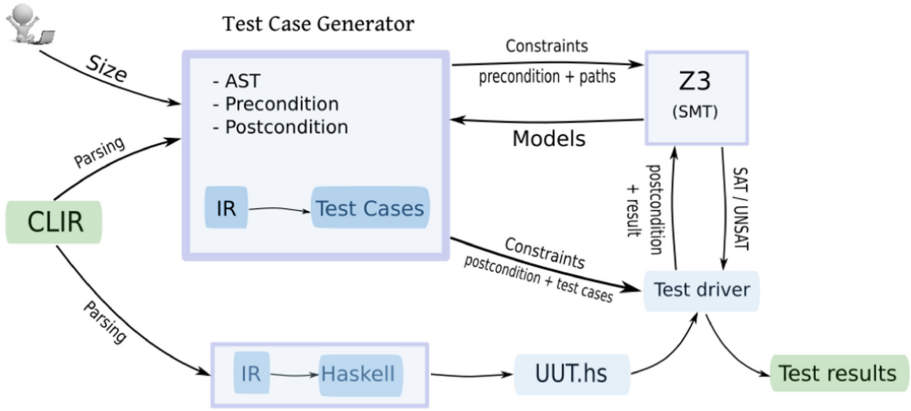 Test Case Generator
Size
- AST
- Precondition
- Postcondition
IR
Test Cases
Constraints
precondition + paths
Models
Z3
(SMT)
Parsing
CLIR
Parsing
postcondition
+ result
SAT / UNSAT
Constraints
postcondition + test cases
Test driver
IR
Haskell
UUT.hs
Test results